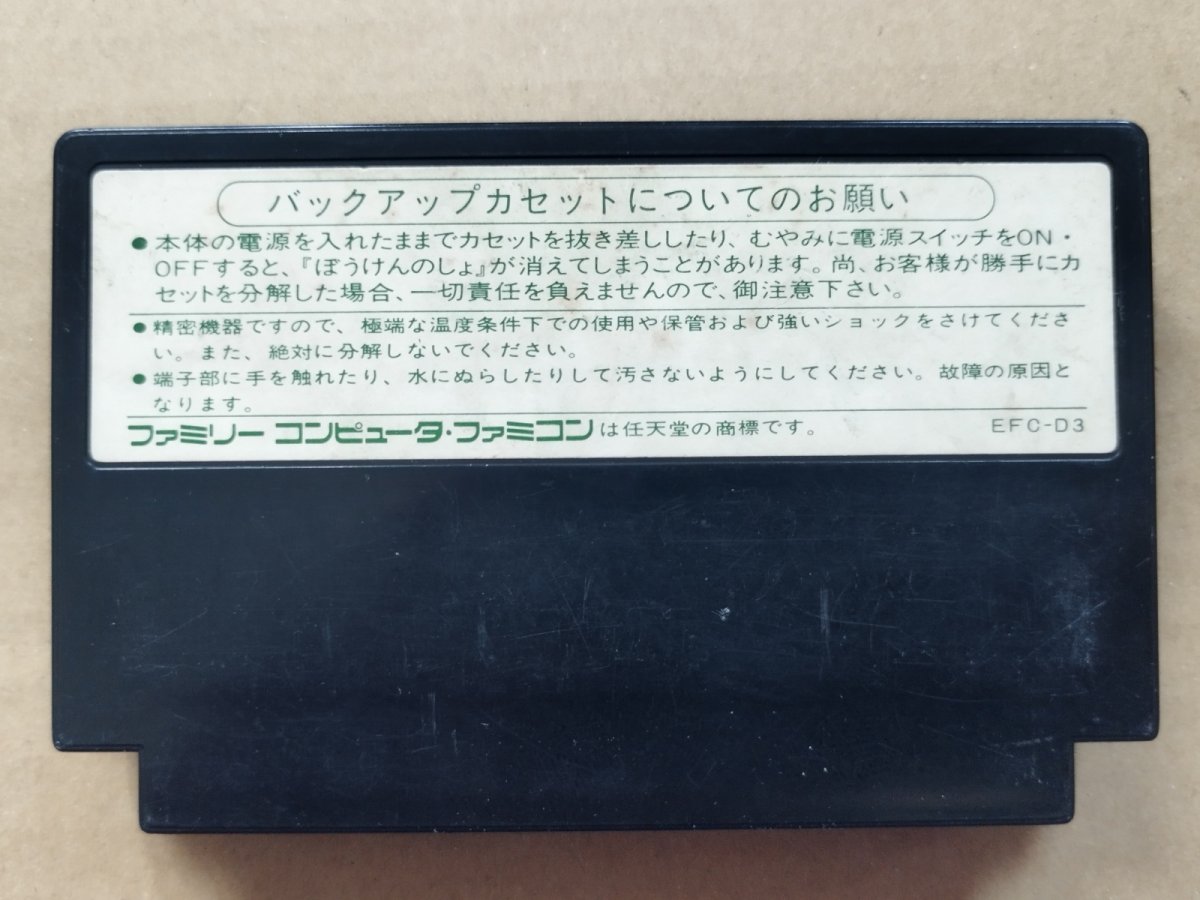 バックアップカセットについてのお願い
●本体の電源を入れたままでカセットを抜き差ししたり、むやみに電源スイッチをON・
OFFすると、『ぼうけんのしょ』が消えてしまうことがあります。尚、お客様が勝手にカ
セットを分解した場合、一切責任を負えませんので、御注意下さい。
●精密機器ですので、極端な温度条件下での使用や保管および強いショックをさけてくださ
い。また、絶対に分解しないでください。
●端子部に手を触れたり、水にぬらしたりして汚さないようにしてください。故障の原因と
なります。
ファミリー コンピュータ・ファミコンは任天堂の商標です。 EFC-D3